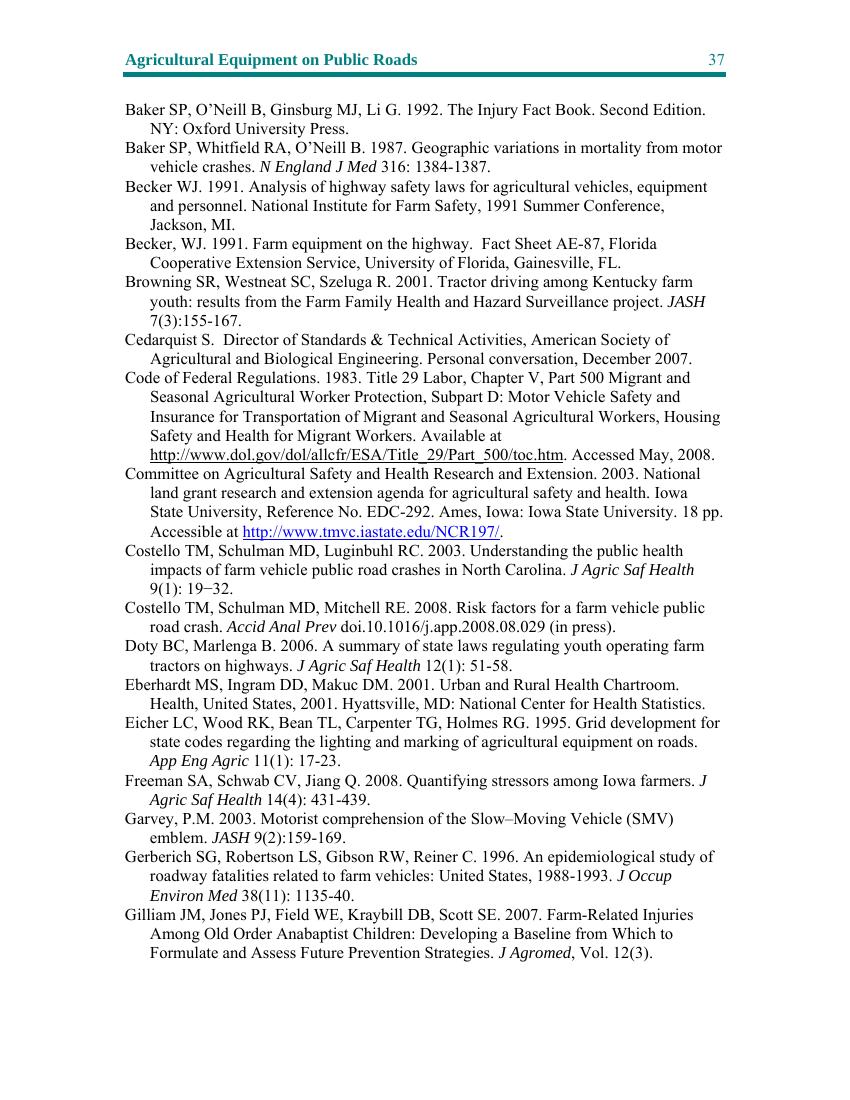 Agricultural Equipment on Public Roads 37
Baker SP, O’Neill B, Ginsburg MJ, Li G. 1992. The Injury Fact Book. Second Edition.
NY: Oxford University Press.
Baker SP, Whitfield RA, O’Neill B. 1987. Geographic variations in mortality from motor
vehicle crashes. N England J Med 316: 1384-1387.
Becker WJ. 1991. Analysis of highway safety laws for agricultural vehicles, equipment
and personnel. National Institute for Farm Safety, 1991 Summer Conference,
Jackson, MI.
Becker, WJ. 1991. Farm equipment on the highway.  Fact Sheet AE-87, Florida
Cooperative Extension Service, University of Florida, Gainesville, FL.
Browning SR, Westneat SC, Szeluga R. 2001. Tractor driving among Kentucky farm
youth: results from the Farm Family Health and Hazard Surveillance project. JASH
7(3):155-167.
Cedarquist S.  Director of Standards & Technical Activities, American Society of
Agricultural and Biological Engineering. Personal conversation, December 2007.
Code of Federal Regulations. 1983. Title 29 Labor, Chapter V, Part 500 Migrant and
Seasonal Agricultural Worker Protection, Subpart D: Motor Vehicle Safety and
Insurance for Transportation of Migrant and Seasonal Agricultural Workers, Housing
Safety and Health for Migrant Workers. Available at
http://www.dol.gov/dol/allcfr/ESA/Title_29/Part_500/toc.htm. Accessed May, 2008.
Committee on Agricultural Safety and Health Research and Extension. 2003. National
land grant research and extension agenda for agricultural safety and health. Iowa
State University, Reference No. EDC-292. Ames, Iowa: Iowa State University. 18 pp.
Accessible at http://www.tmvc.iastate.edu/NCR197/.
Costello TM, Schulman MD, Luginbuhl RC. 2003. Understanding the public health
impacts of farm vehicle public road crashes in North Carolina. J Agric Saf Health
9(1): 19−32.
Costello TM, Schulman MD, Mitchell RE. 2008. Risk factors for a farm vehicle public
road crash. Accid Anal Prev doi.10.1016/j.app.2008.08.029 (in press).
Doty BC, Marlenga B. 2006. A summary of state laws regulating youth operating farm
tractors on highways. J Agric Saf Health 12(1): 51-58.
Eberhardt MS, Ingram DD, Makuc DM. 2001. Urban and Rural Health Chartroom.
Health, United States, 2001. Hyattsville, MD: National Center for Health Statistics.
Eicher LC, Wood RK, Bean TL, Carpenter TG, Holmes RG. 1995. Grid development for
state codes regarding the lighting and marking of agricultural equipment on roads.
App Eng Agric 11(1): 17-23.
Freeman SA, Schwab CV, Jiang Q. 2008. Quantifying stressors among Iowa farmers. J
Agric Saf Health 14(4): 431-439.
Garvey, P.M. 2003. Motorist comprehension of the Slow–Moving Vehicle (SMV)
emblem. JASH 9(2):159-169.
Gerberich SG, Robertson LS, Gibson RW, Reiner C. 1996. An epidemiological study of
roadway fatalities related to farm vehicles: United States, 1988-1993. J Occup
Environ Med 38(11): 1135-40.
Gilliam JM, Jones PJ, Field WE, Kraybill DB, Scott SE. 2007. Farm-Related Injuries
Among Old Order Anabaptist Children: Developing a Baseline from Which to
Formulate and Assess Future Prevention Strategies. J Agromed, Vol. 12(3).